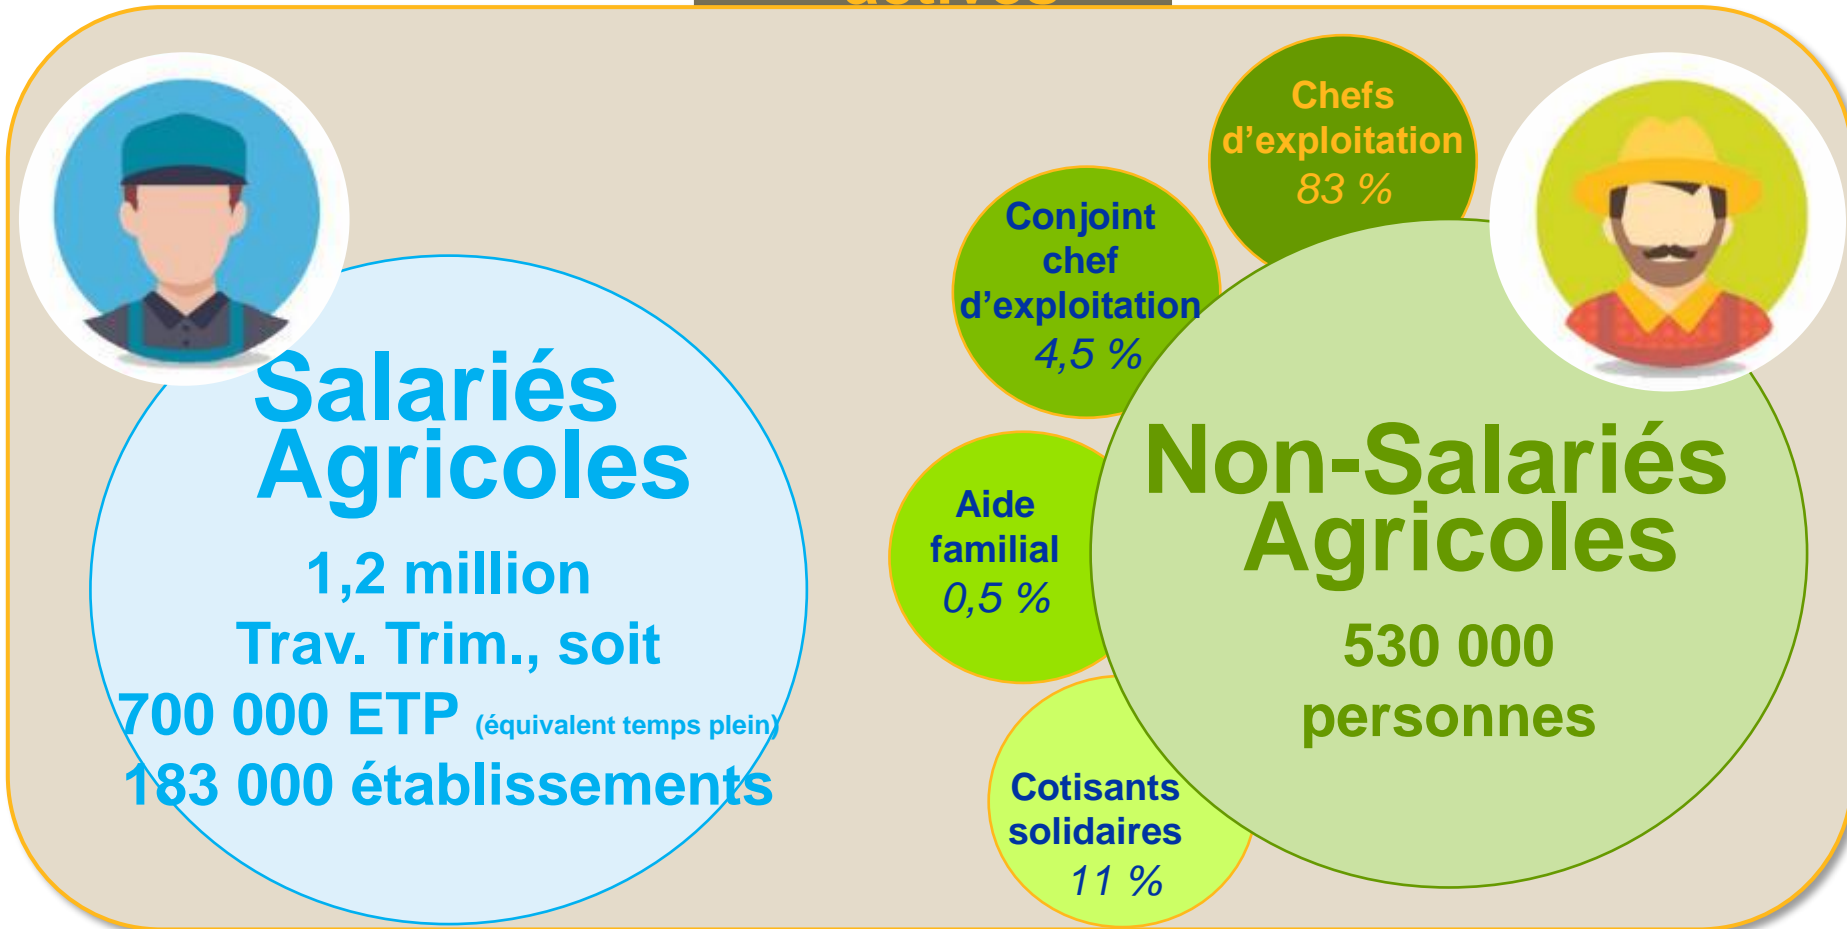 actives
Salariés
Agricoles
1,2 million
Trav. Trim., soit
700 000 ETP (équivalent temps plein)
183 000 établissements
Chefs
d’exploitation
83 %
Conjoint
chef
d’exploitation
4,5 %
Aide
familial
0,5 %
Cotisants
solidaires
11 %
Non-Salariés
Agricoles
530 000
personnes